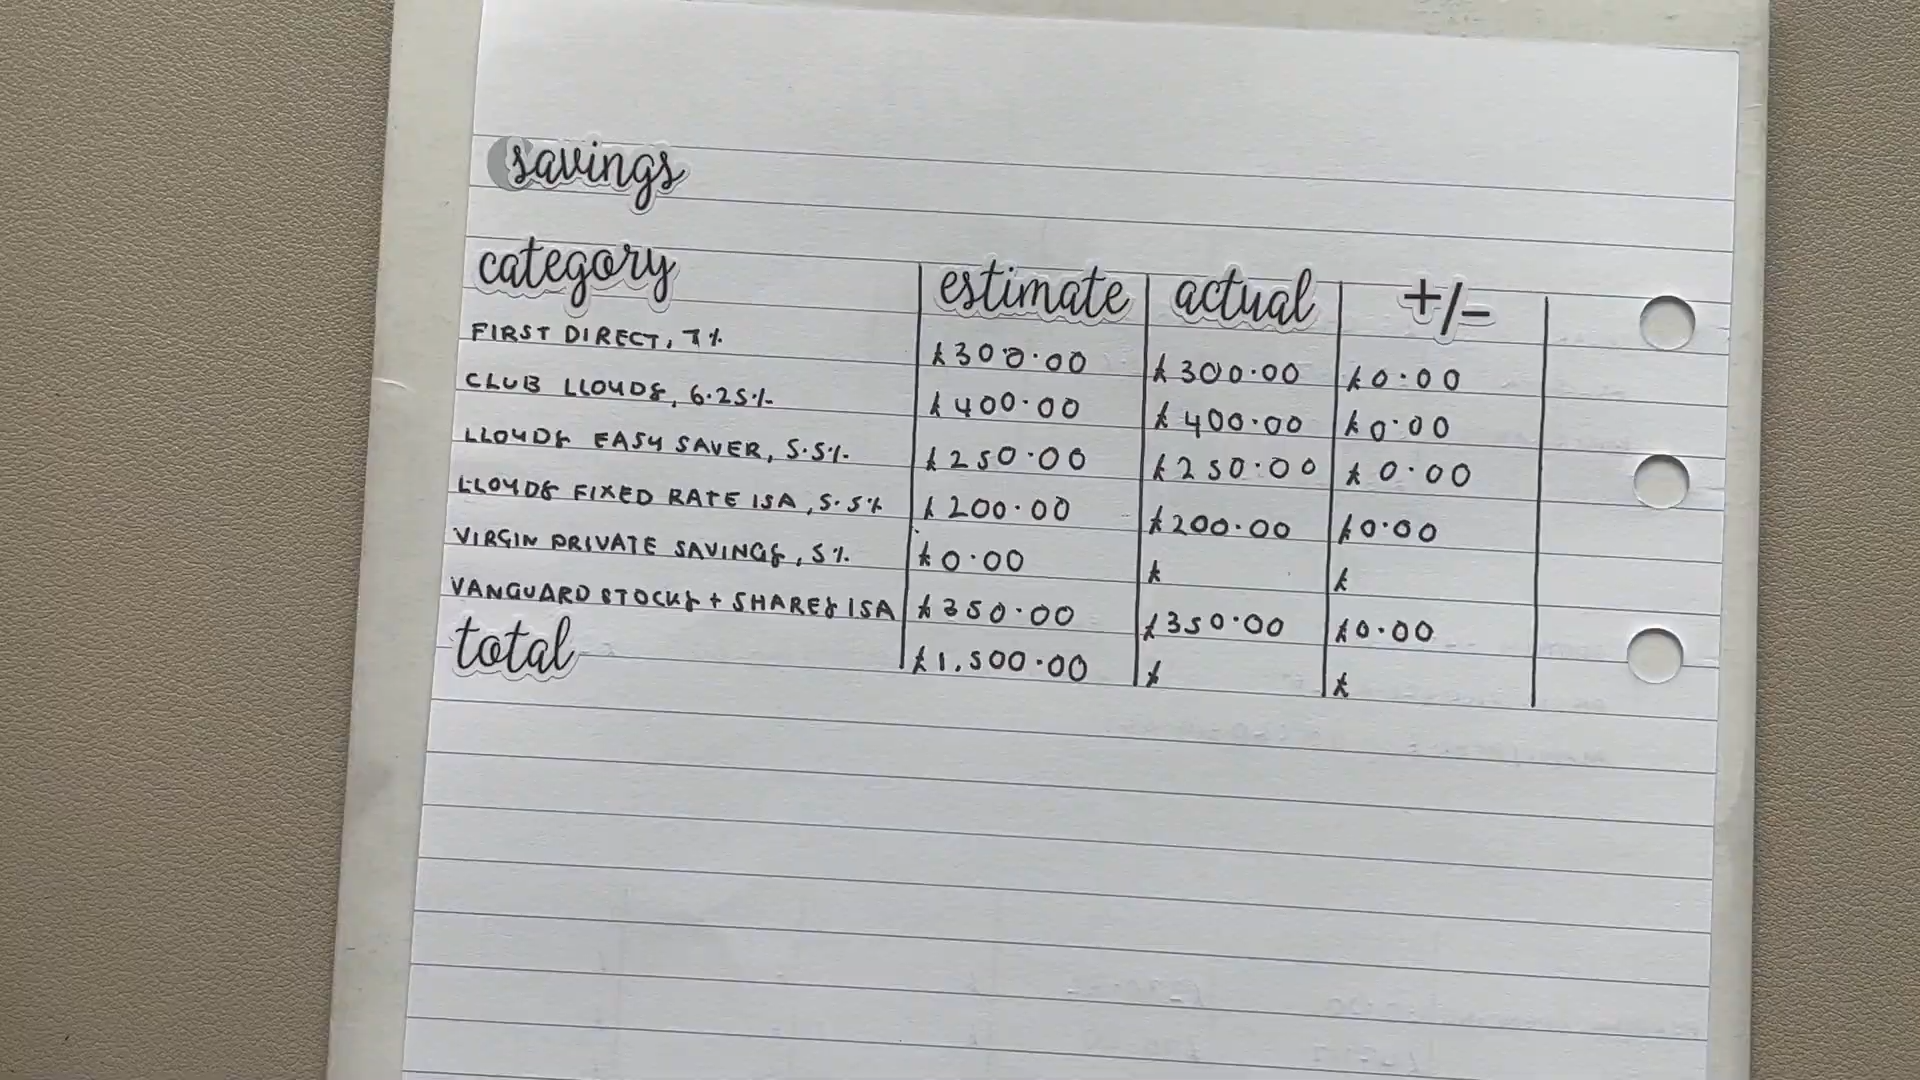 savings
category estimate actual +/-
FIRST DIRECT, 7% £300.00 £300.00 £0.00
CLUB LLOYDS, 6.25% £400.00 £400.00 £0.00
LLOYDS EASY SAVER, 5.5% £250.00 £250.00 £0.00
LLOYDS FIXED RATE ISA, 5.5% £200.00 £200.00 £0.00
VIRGIN PRIVATE SAVINGS, 5% £0.00 £ £
VANGUARD STOCKS + SHARES ISA £350.00 £350.00 £0.00
total £1,500.00 £ £